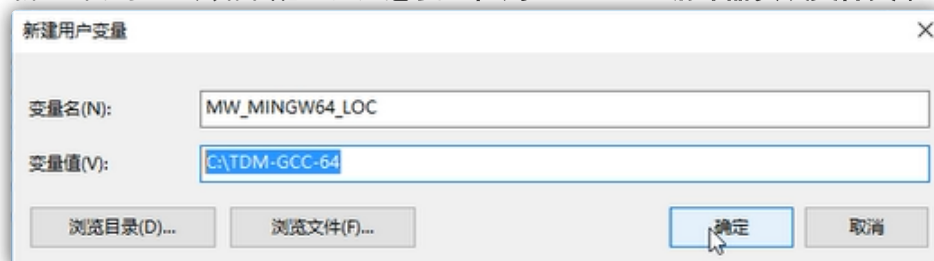 新建用户变量
变量名(N):
MW_MINGW64_LOC
变量值(V):
C:\TDM-GCC-64
浏览目录(D)...
浏览文件(F)...
确定
取消